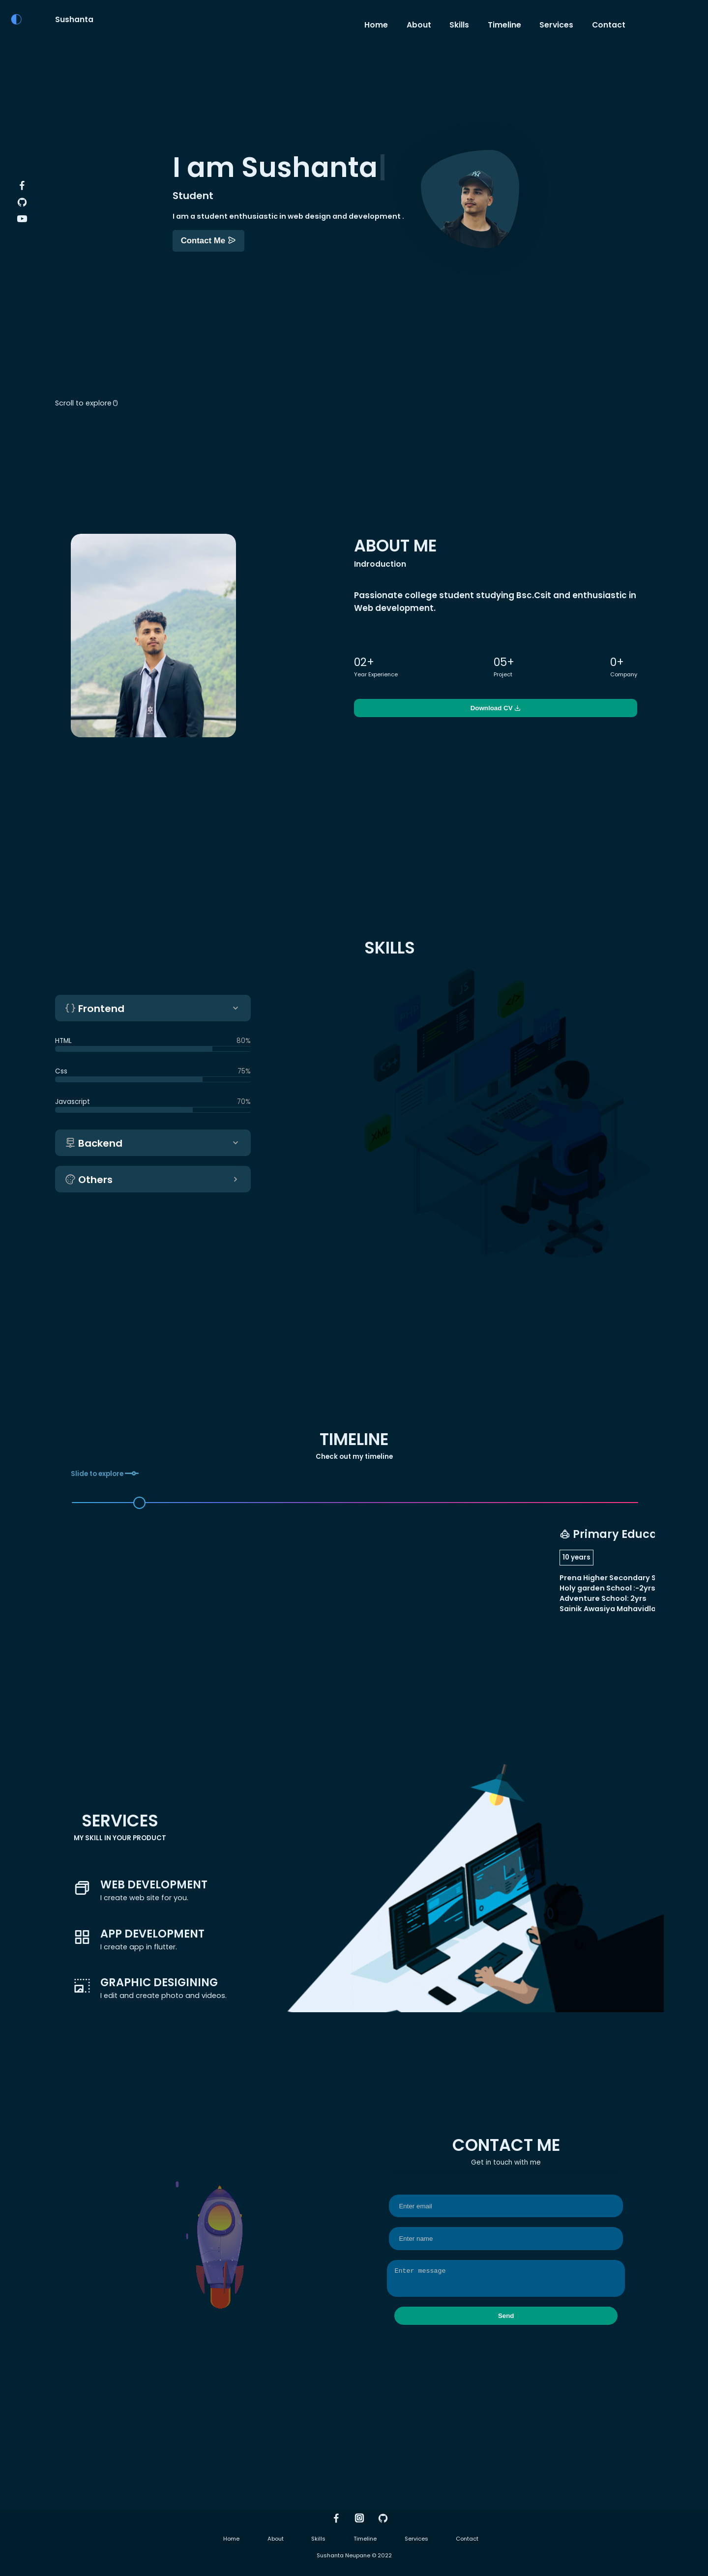 Sushanta
Home About Skills Timeline Services Contact
I am Sushanta
Student
I am a student enthusiastic in web design and development .
Contact Me
Scroll to explore
ABOUT ME
Indroduction
Passionate college student studying Bsc.Csit and enthusiastic in
Web development.
02+ 05+ 0+
Year Experience Project Company
Download CV
SKILLS
Frontend
HTML 80%
Css 75%
Javascript 70%
Backend
Others
JS
C++
TIMELINE
Check out my timeline
Slide to explore
Primary Educa
10 years
Prena Higher Secondary S
Holy garden School :-2yrs
Adventure School: 2yrs
Sainik Awasiya Mahavidla
SERVICES
MY SKILL IN YOUR PRODUCT
WEB DEVELOPMENT
I create web site for you.
APP DEVELOPMENT
I create app in flutter.
GRAPHIC DESIGINING
I edit and create photo and videos.
CONTACT ME
Get in touch with me
Enter email
Enter name
Enter message
Send
Home About Skills Timeline Services Contact
Sushanta Neupane © 2022